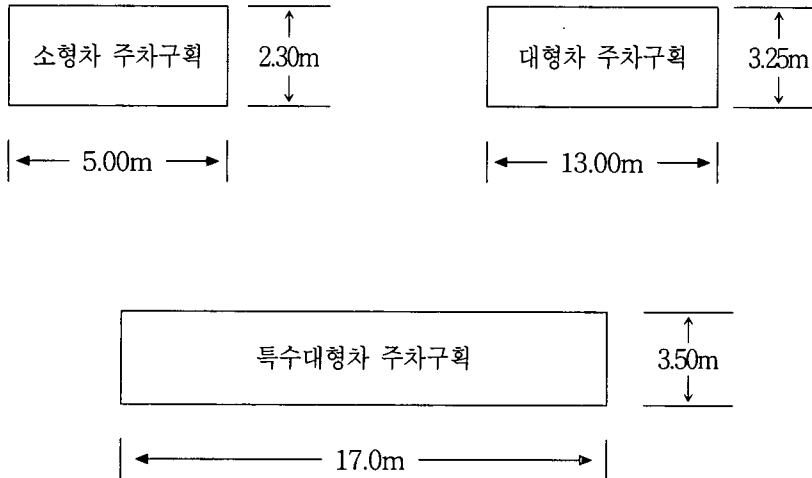 소형차 주차구획
2.30m
대형차 주차구획
3.25m
5.00m
13.00m
특수대형차 주차구획
3.50m
17.0m